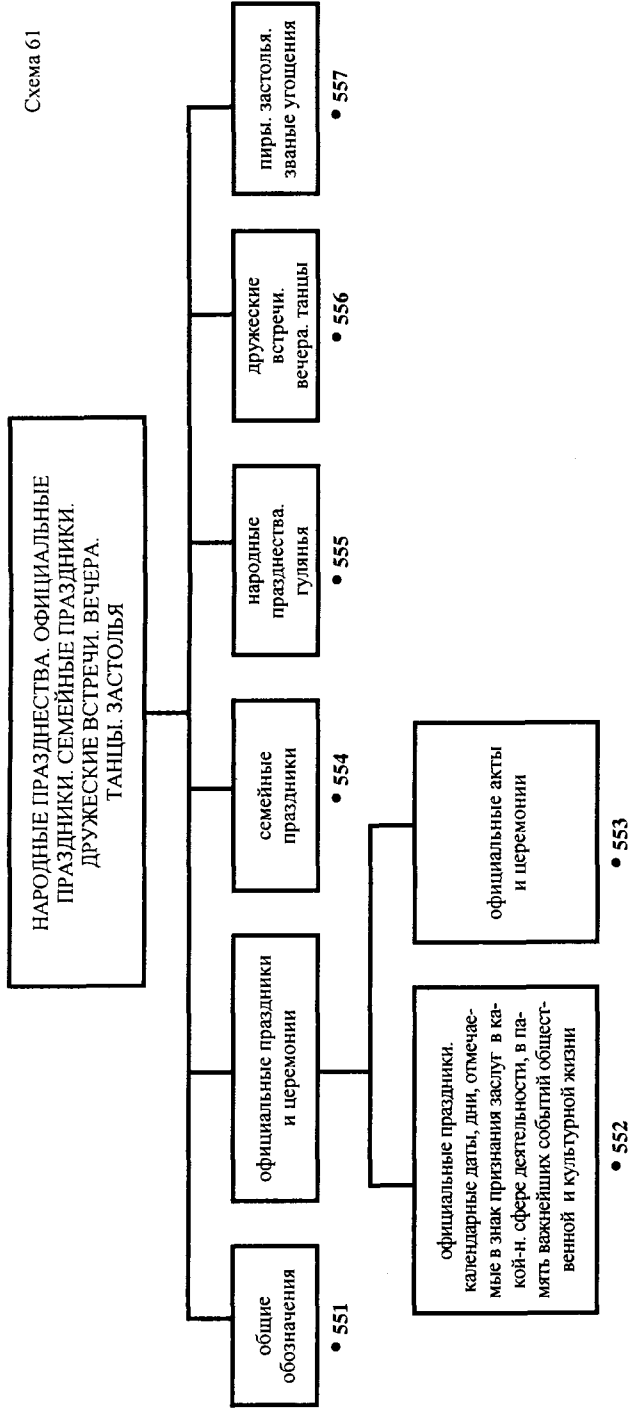 Схема 61
НАРОДНЫЕ ПРАЗДНЕСТВА. ОФИЦИАЛЬНЫЕ
ПРАЗДНИКИ. СЕМЕЙНЫЕ ПРАЗДНИКИ.
ДРУЖЕСКИЕ ВСТРЕЧИ. ВЕЧЕРА.
ТАНЦЫ. ЗАСТОЛЬЯ
общие
обозначения
• 551
официальные праздники
и церемонии
официальные праздники.
календарные даты, дни, отмечае-
мые в знак признания заслуг в ка-
кой-н. сфере деятельности, в па-
мять важнейших событий общест-
венной и культурной жизни
• 552
официальные акты
и церемонии
• 553
семейные
праздники
• 554
народные
празднества.
гулянья
• 555
дружеские
встречи.
вечера. танцы
• 556
пиры. застолья.
званые угощения
• 557